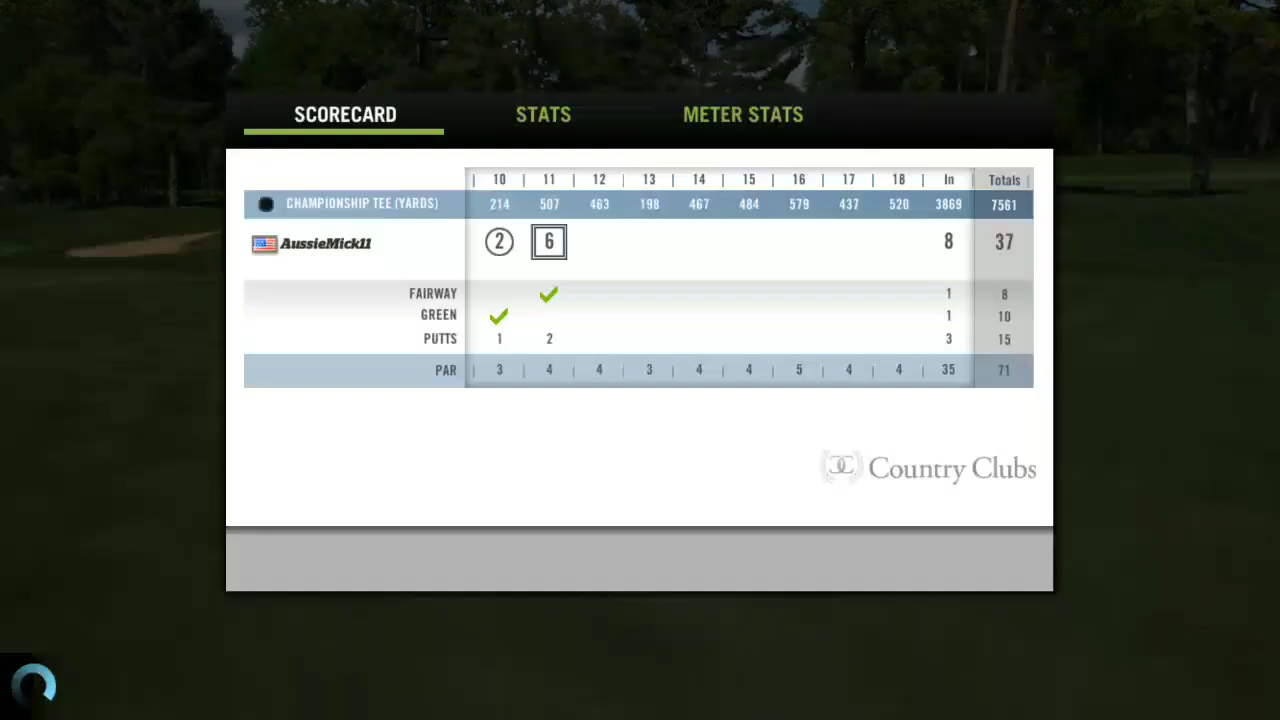 SCORECARD STATS METER STATS
10 11 12 13 14 15 16 17 18 In Totals
CHAMPIONSHIP TEE (YARDS) 214 507 463 198 467 484 579 437 520 3869 7561
AussieMick11 2 6 8 37
FAIRWAY 1 8
GREEN 1 10
PUTTS 1 2 3 15
PAR 3 4 4 3 4 4 5 4 4 35 71
Country Clubs